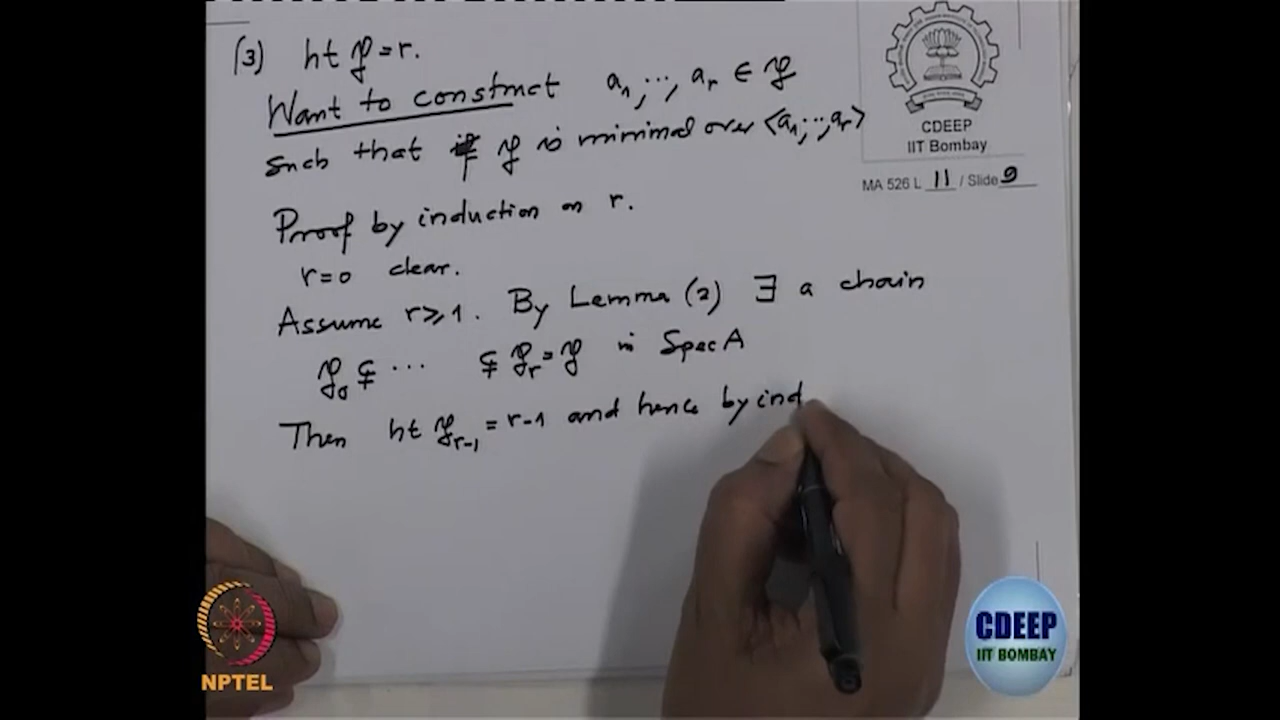 (3) ht 𝔭 = r.
Want to construct a₁, ⋯, aᵣ ∈ 𝔭
such that 𝔭 is minimal over <a₁, ⋯, aᵣ>
Proof by induction on r.
r=0 clear.
Assume r≥1. By Lemma (2) ∃ a chain
𝔭₀ ⊊ ⋯ ⊊ 𝔭ᵣ = 𝔭 in Spec A
Then ht 𝔭ᵣ₋₁ = r-1 and hence by ind
CDEEP
IIT Bombay
MA 526 L 11 / Slide 9
NPTEL
CDEEP
IIT BOMBAY